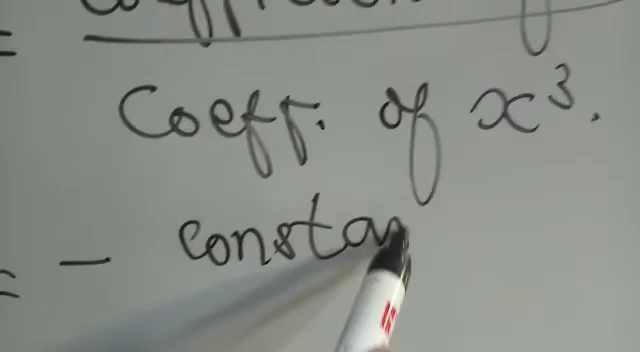 =
Coeff. of x³.
= - constan